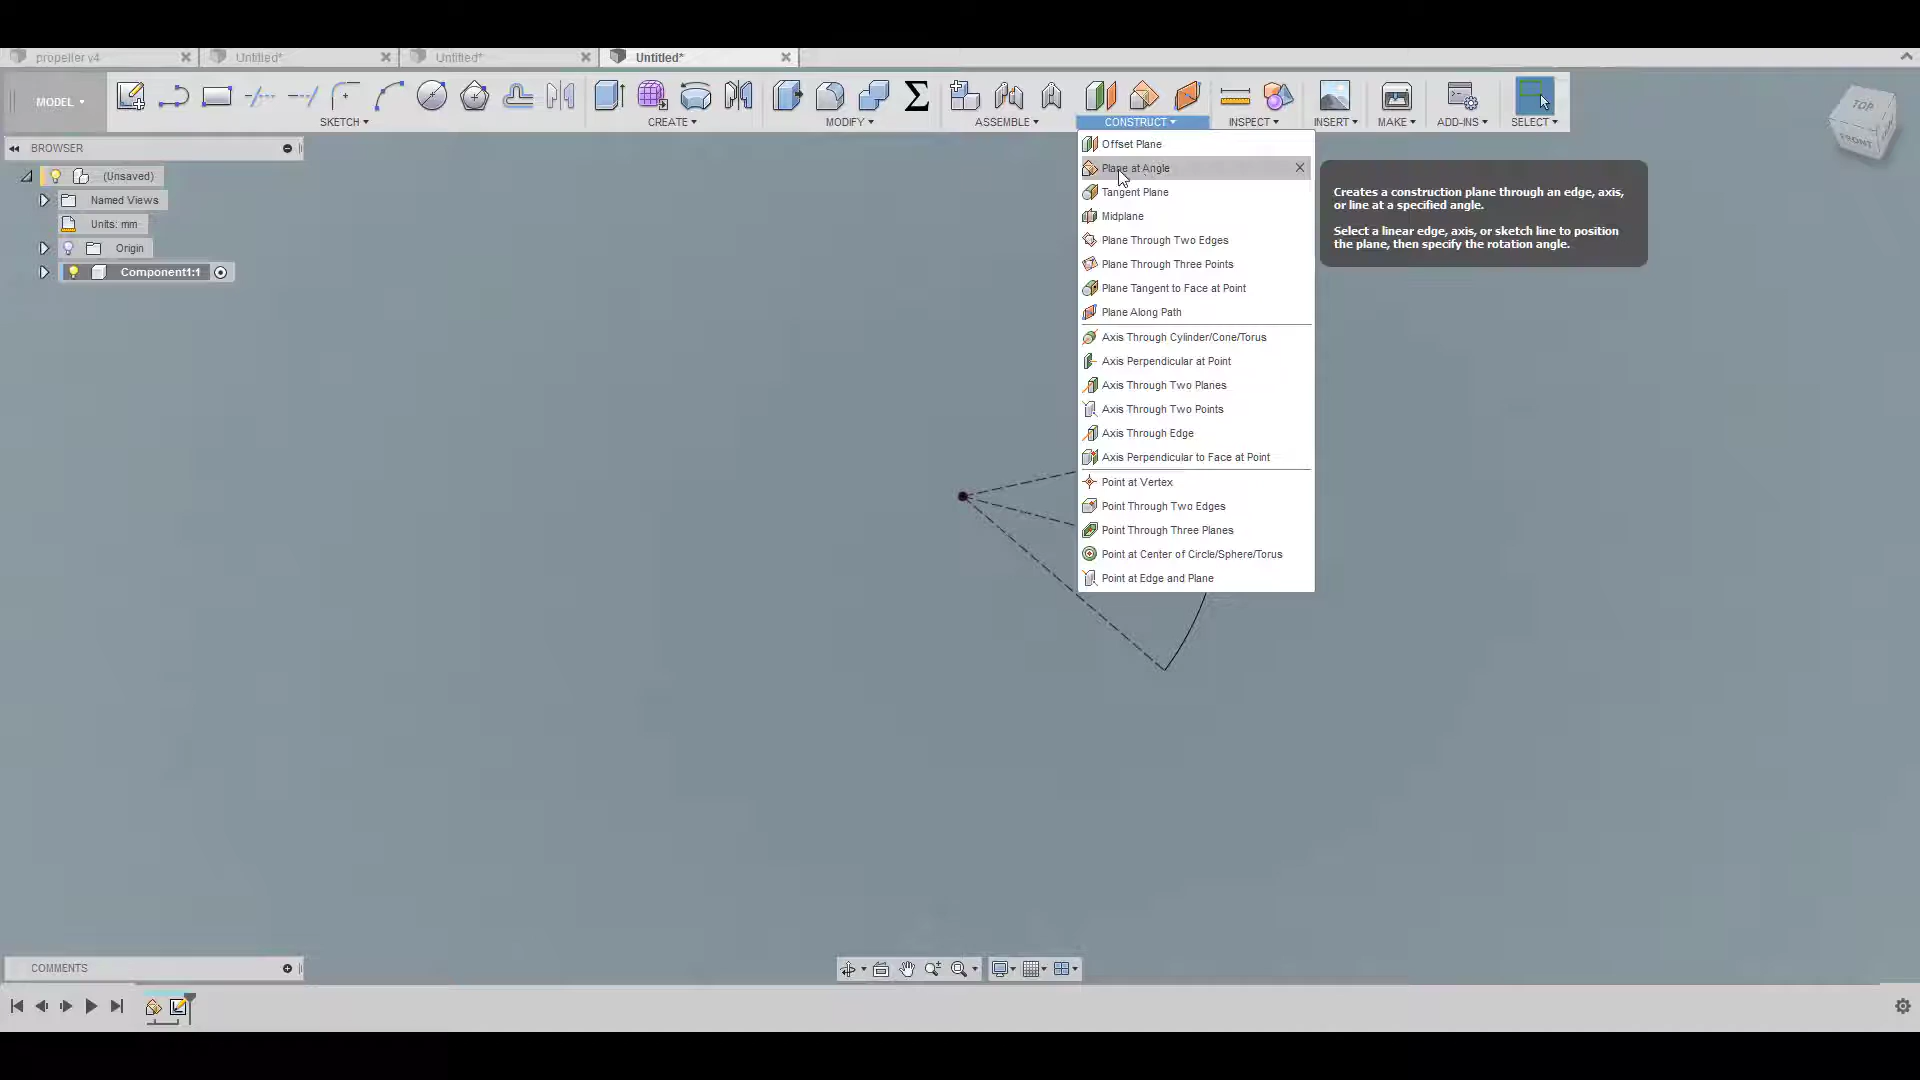 propeller v4
Untitled*
Untitled*
Untitled*
MODEL
SKETCH
CREATE
MODIFY
ASSEMBLE
CONSTRUCT
INSPECT
INSERT
MAKE
ADD-INS
SELECT
TOP
FRONT
BROWSER
(Unsaved)
Named Views
Units: mm
Origin
Component1:1
Offset Plane
Plane at Angle
Tangent Plane
Midplane
Plane Through Two Edges
Plane Through Three Points
Plane Tangent to Face at Point
Plane Along Path
Axis Through Cylinder/Cone/Torus
Axis Perpendicular at Point
Axis Through Two Planes
Axis Through Two Points
Axis Through Edge
Axis Perpendicular to Face at Point
Point at Vertex
Point Through Two Edges
Point Through Three Planes
Point at Center of Circle/Sphere/Torus
Point at Edge and Plane
Creates a construction plane through an edge, axis,
or line at a specified angle.
Select a linear edge, axis, or sketch line to position
the plane, then specify the rotation angle.
COMMENTS